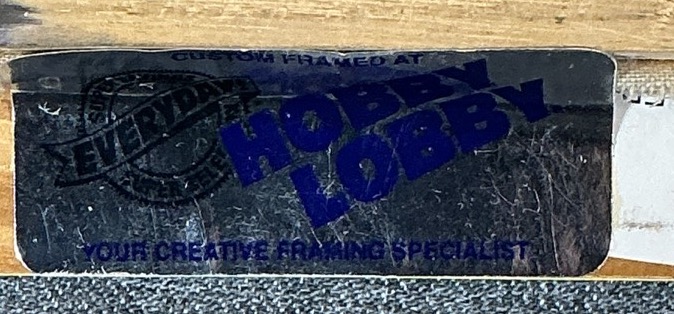 CUSTOM FRAMED AT
EVERYDAY
HOBBY
LOBBY
YOUR CREATIVE FRAMING SPECIALIST